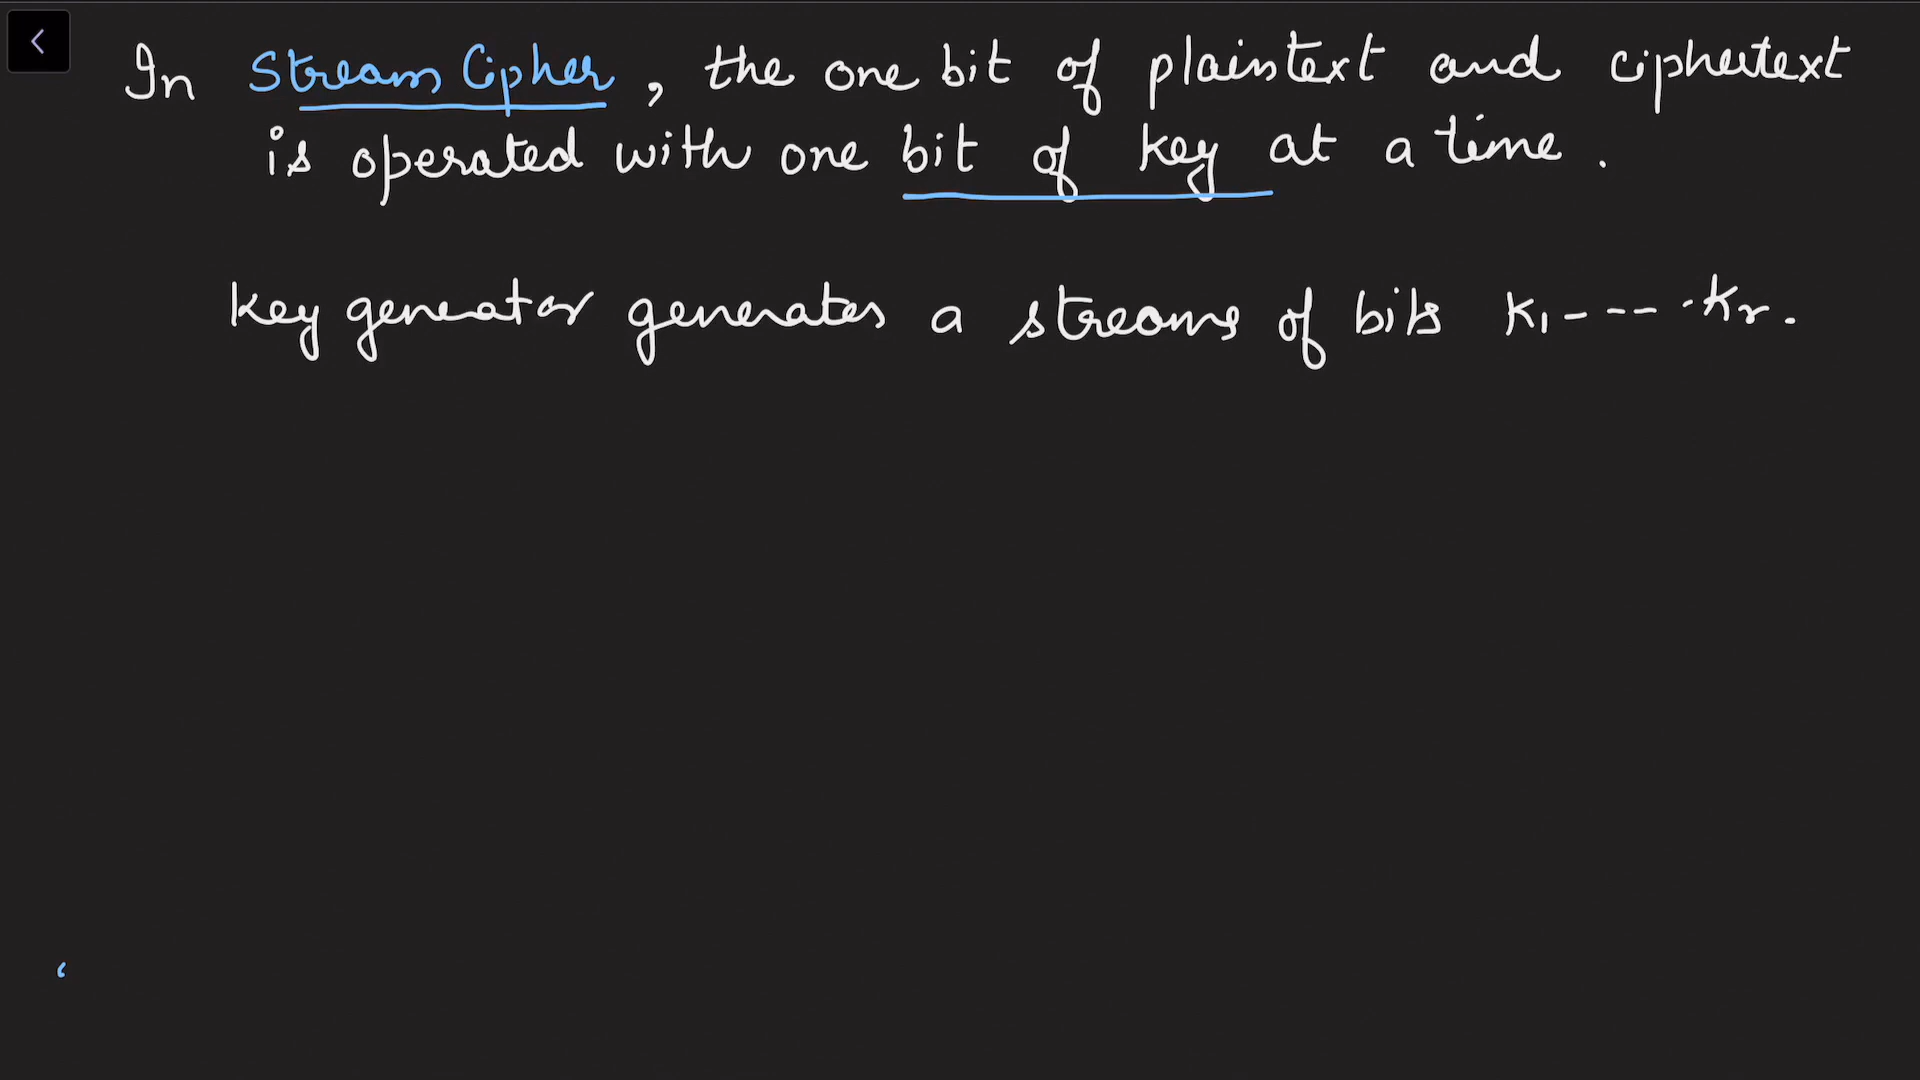 In Stream Cipher, the one bit of plaintext and ciphertext
is operated with one bit of key at a time.
key generator generates a streams of bits K1- --- -Kr.